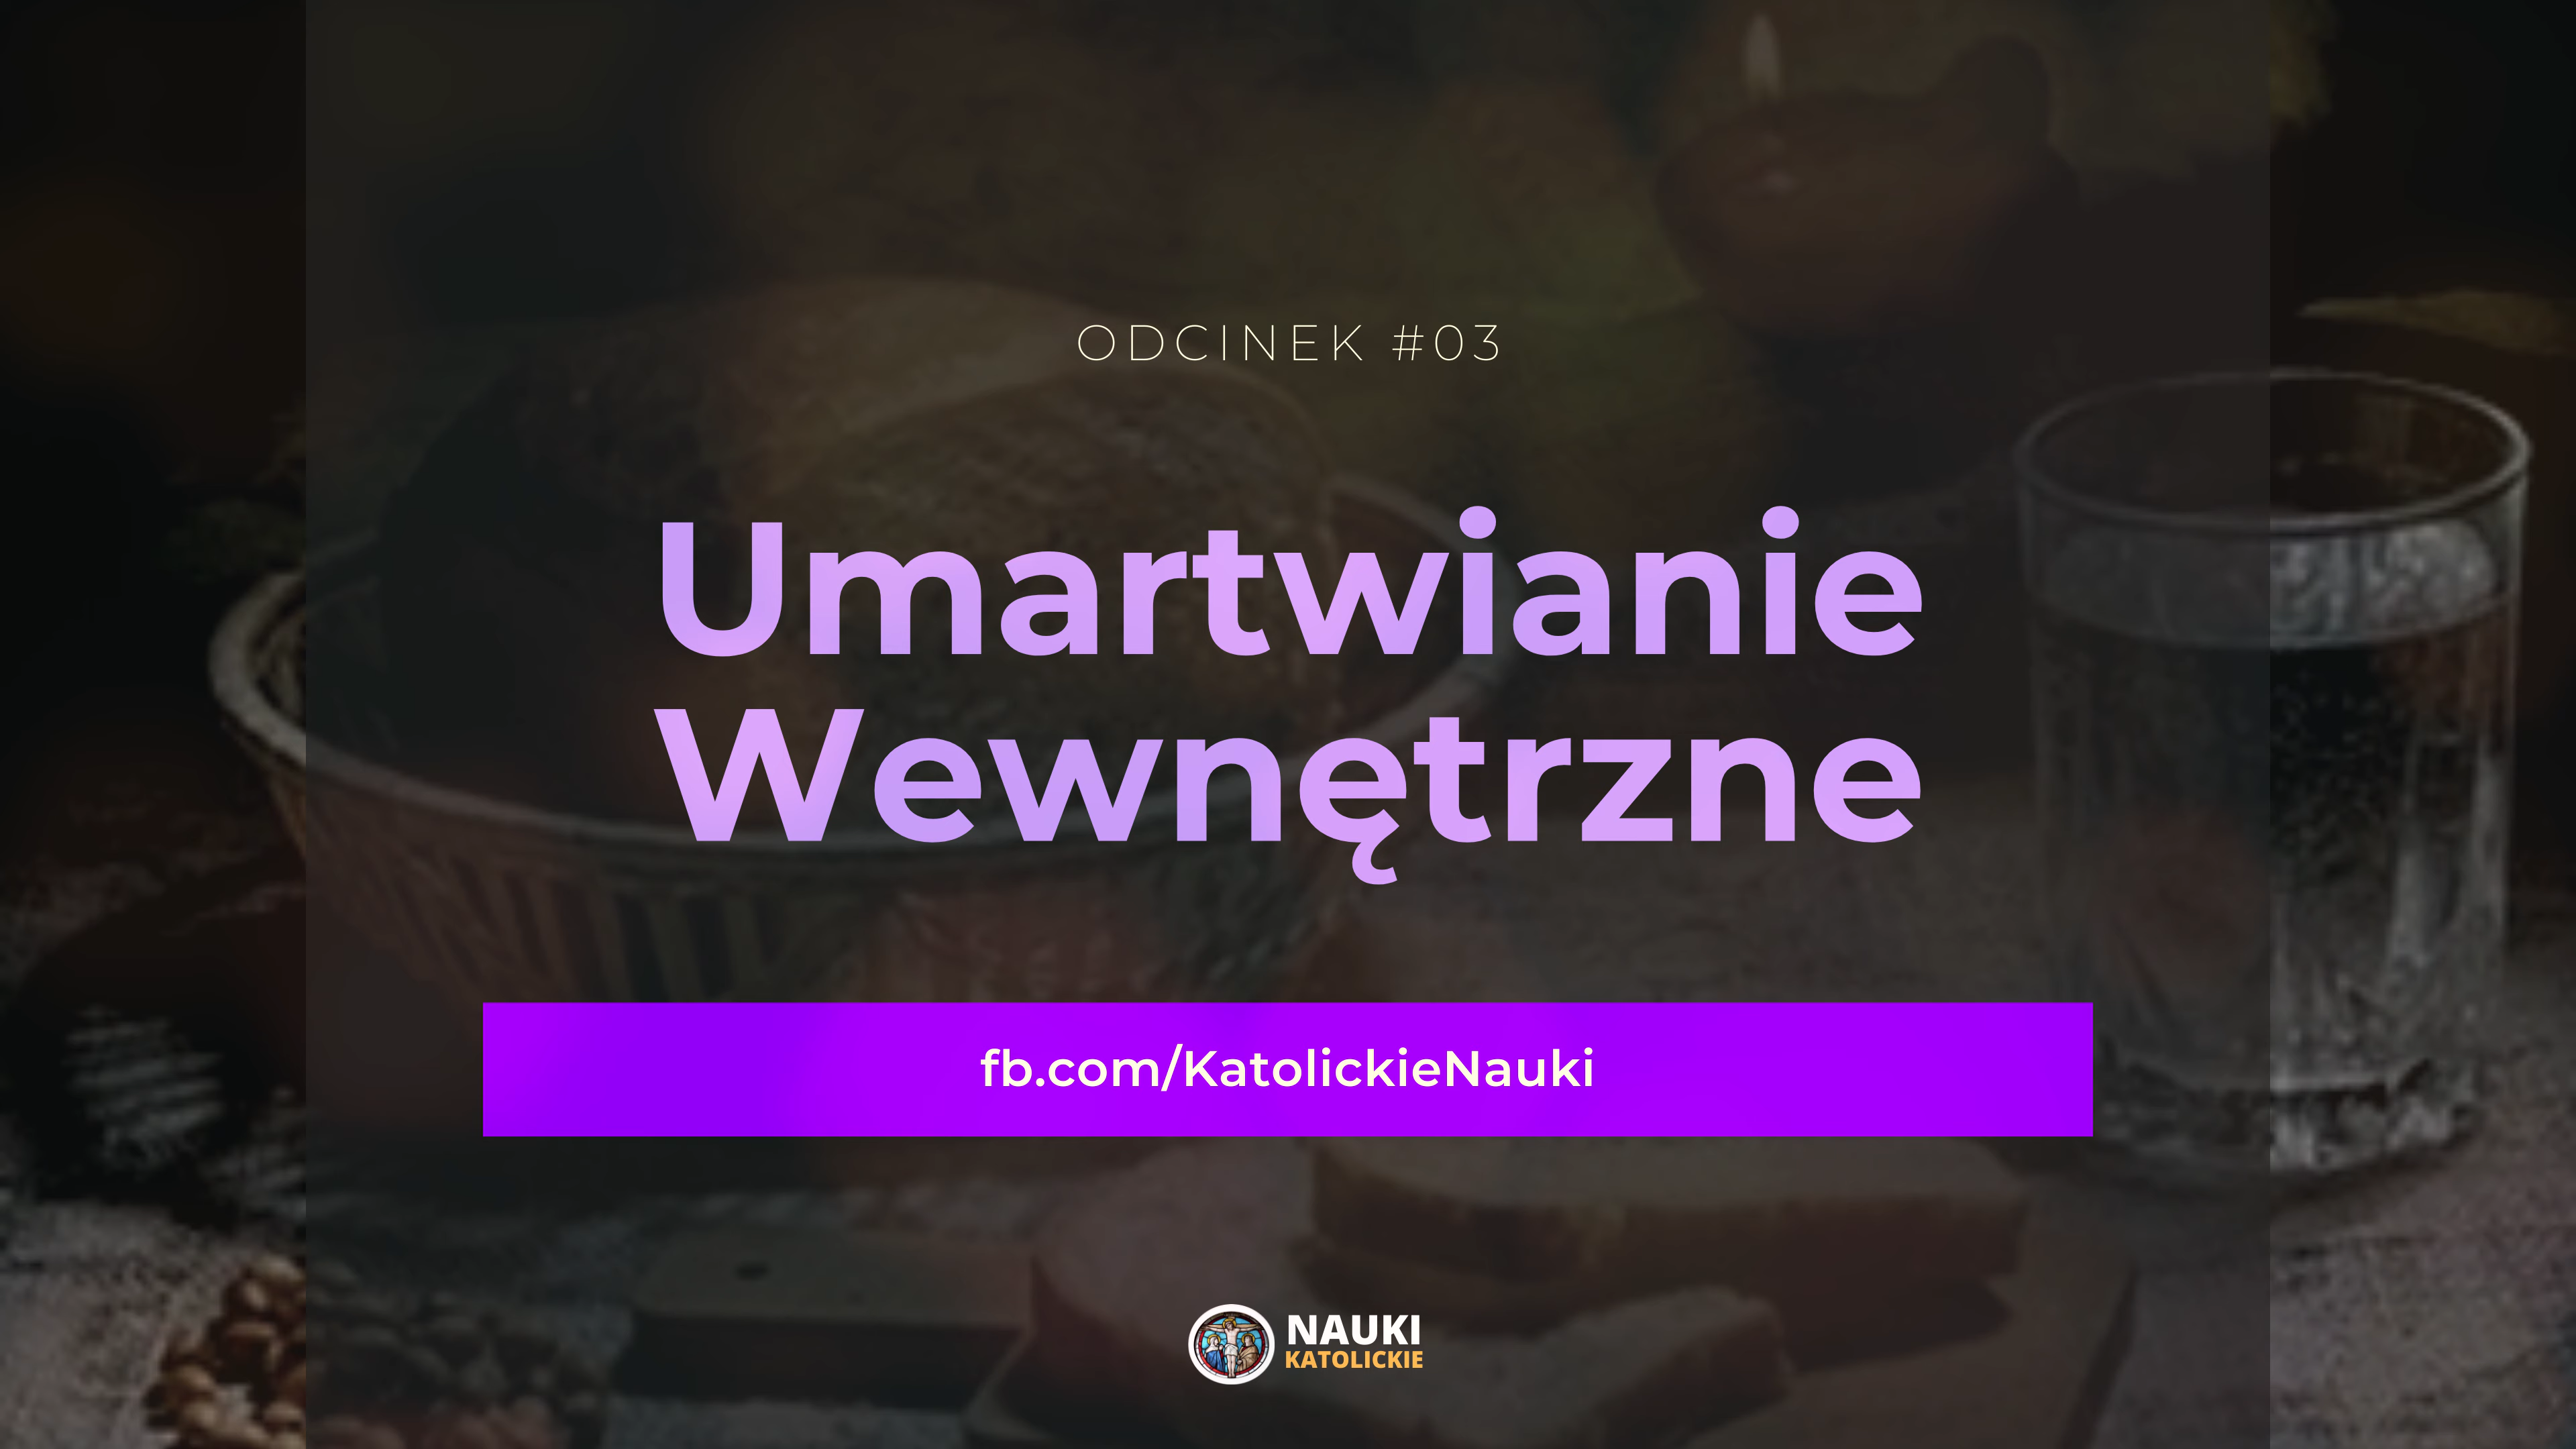 ODCINEK #03
Umartwianie
Wewnętrzne
fb.com/KatolickieNauki
NAUKI
KATOLICKIE